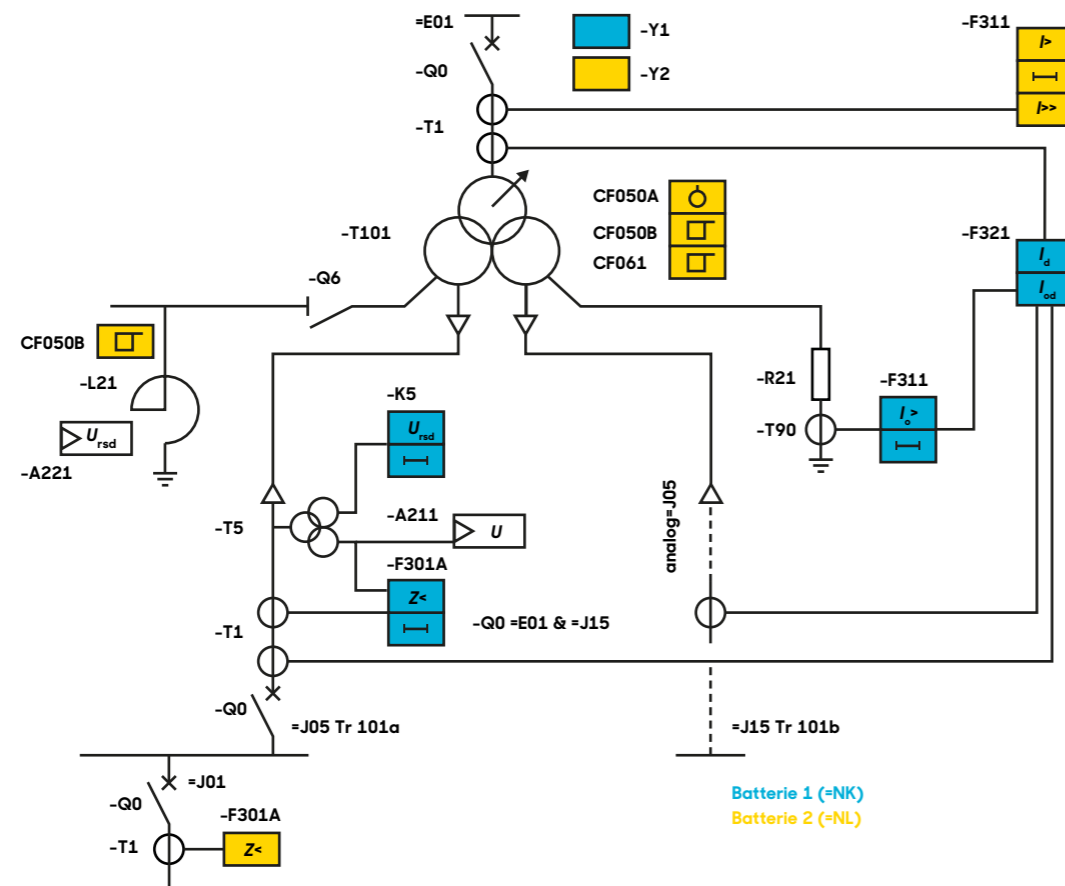 =E01
-Y1
-F311
I>
-Q0
-Y2
I>>
-T1
CF050A
-T101
CF050B
-F321
Id
CF061
-Q6
Iod
CF050B
-L21
-R21
-F311
-K5
Io>
Ursd
Ursd
-T90
-A221
-A211
-T5
U
analog=J05
-F301A
Z<
-Q0 =E01 & =J15
-T1
-Q0
=J05 Tr 101a
=J15 Tr 101b
=J01
-Q0
Batterie 1 (=NK)
-F301A
Batterie 2 (=NL)
-T1
Z<